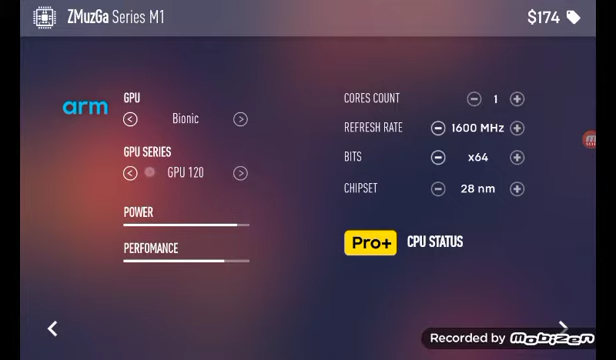 ZMuzGa Series M1
$174
arm
GPU
Bionic
GPU SERIES
GPU 120
POWER
PERFOMANCE
CORES COUNT
1
REFRESH RATE
1600 MHz
BITS
x64
CHIPSET
28 nm
Pro+
CPU STATUS
Recorded by MOBIZEN